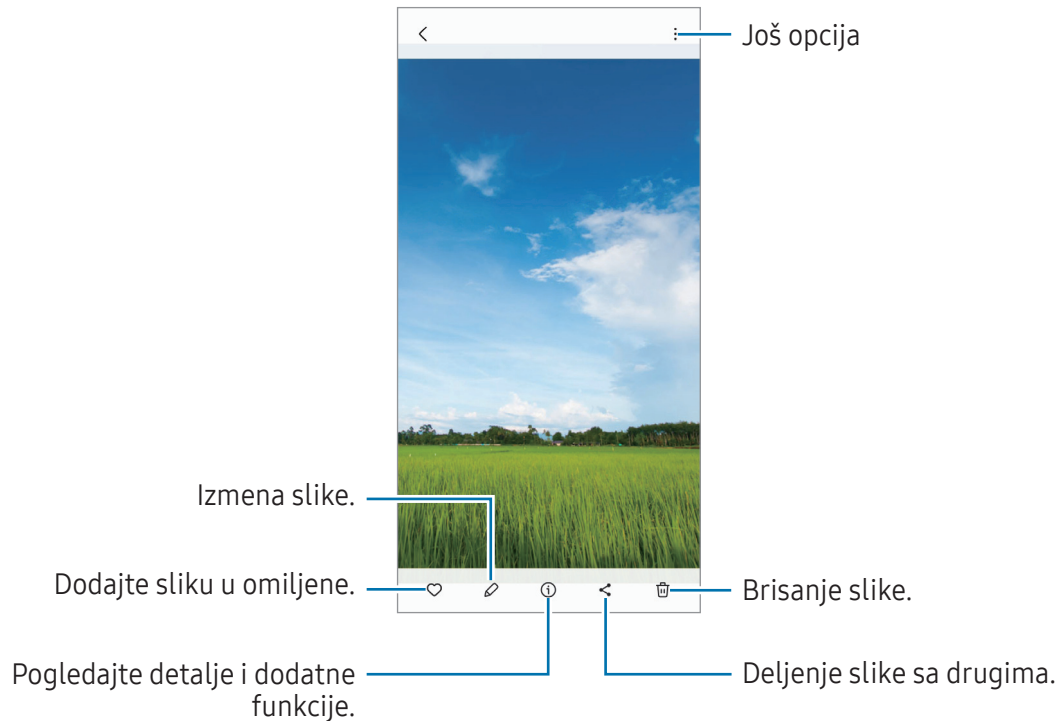 Još opcija
Izmena slike.
Dodajte sliku u omiljene.
Brisanje slike.
Pogledajte detalje i dodatne
funkcije.
Deljenje slike sa drugima.